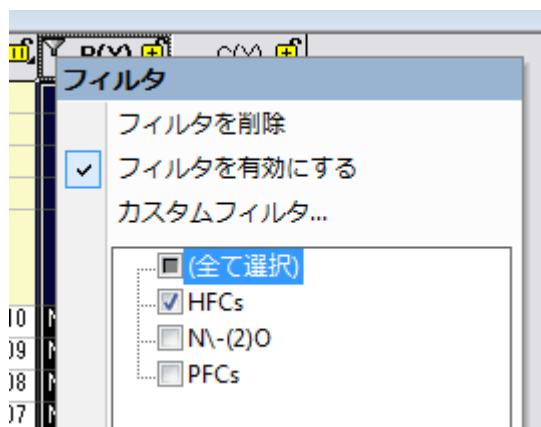 B(Y) C(Y)
フィルタ
フィルタを削除
フィルタを有効にする
カスタムフィルタ...
(全て選択)
HFCs
N\-(2)O
PFCs
10
09
08
07